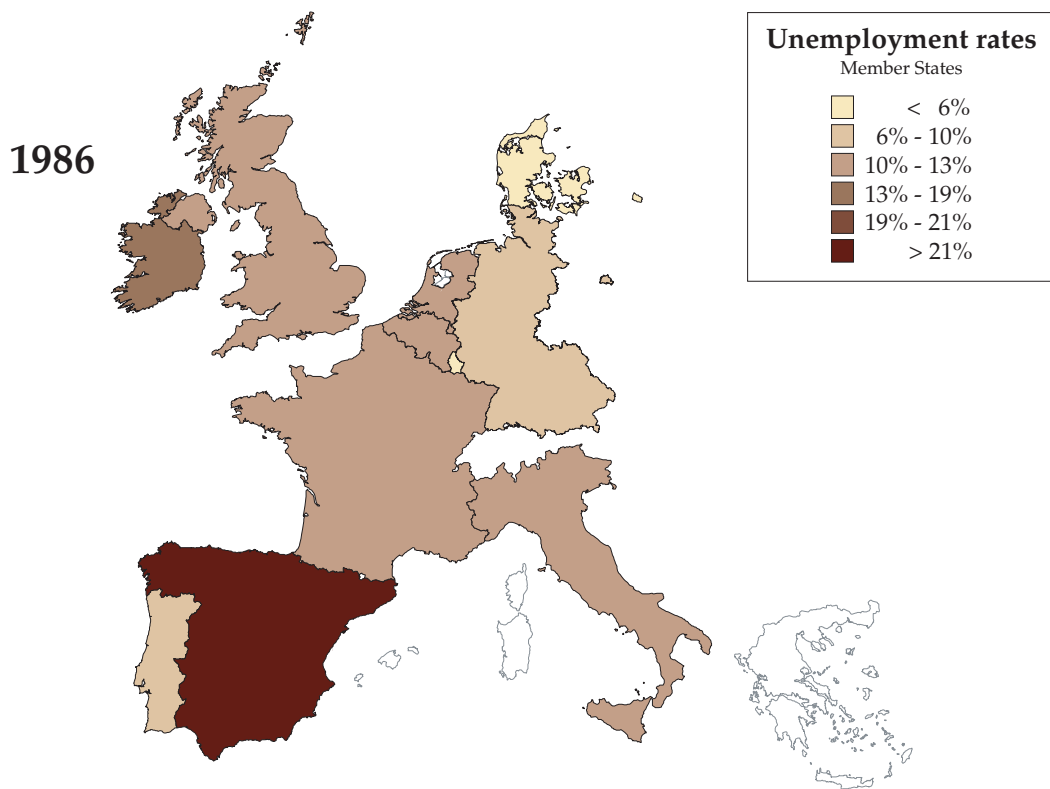 1986
Unemployment rates
Member States
< 6%
6% - 10%
10% - 13%
13% - 19%
19% - 21%
> 21%